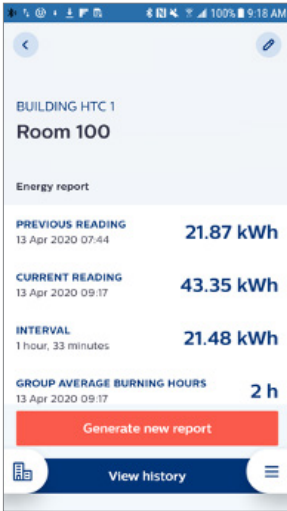 100% 9:18 AM
BUILDING HTC 1
Room 100
Energy report
PREVIOUS READING
13 Apr 2020 07:44
21.87 kWh
CURRENT READING
13 Apr 2020 09:17
43.35 kWh
INTERVAL
1 hour, 33 minutes
21.48 kWh
GROUP AVERAGE BURNING HOURS
13 Apr 2020 09:17
2 h
Generate new report
View history